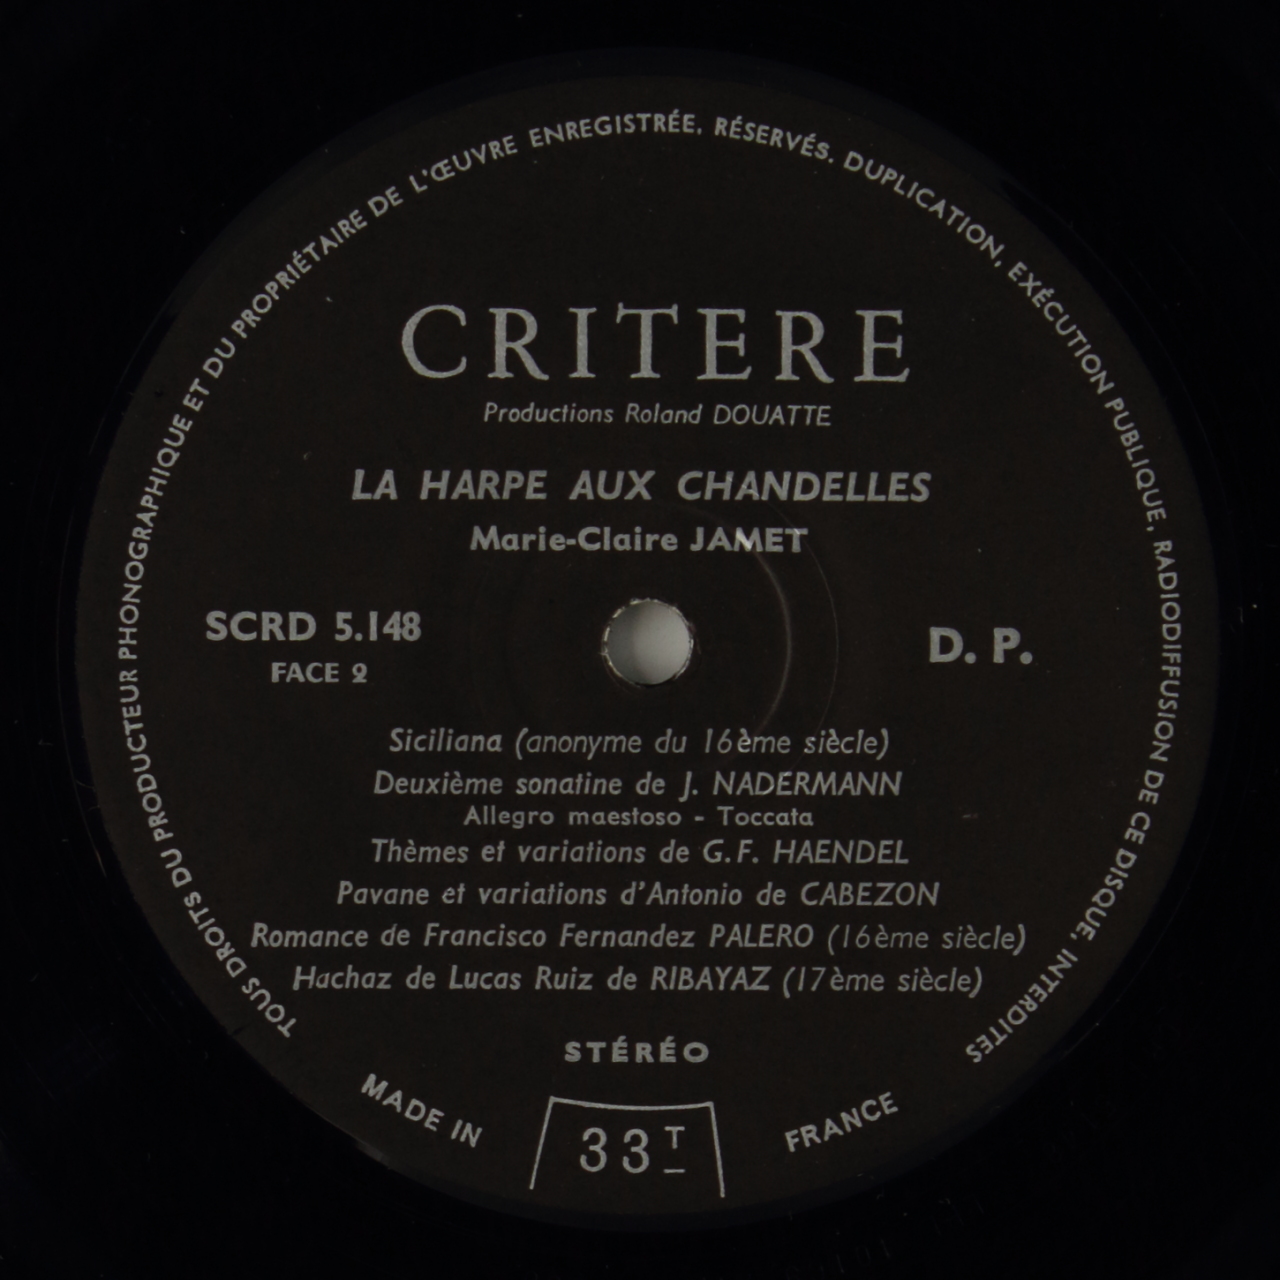 TOUS DROITS DU PRODUCTEUR PHONOGRAPHIQUE ET DU PROPRIÉTAIRE DE L'ŒUVRE ENREGISTRÉE, RÉSERVÉS. DUPLICATION, EXÉCUTION PUBLIQUE, RADIODIFFUSION DE CE DISQUE, INTERDITES
CRITERE
Productions Roland DOUATTE
LA HARPE AUX CHANDELLES
Marie-Claire JAMET
SCRD 5.148
FACE 2
D. P.
Siciliana (anonyme du 16ème siècle)
Deuxième sonatine de J. NADERMANN
Allegro maestoso - Toccata
Thèmes et variations de G.F. HAENDEL
Pavane et variations d'Antonio de CABEZON
Romance de Francisco Fernandez PALERO (16ème siècle)
Hachaz de Lucas Ruiz de RIBAYAZ (17ème siècle)
STÉRÉO
MADE IN FRANCE
33 T